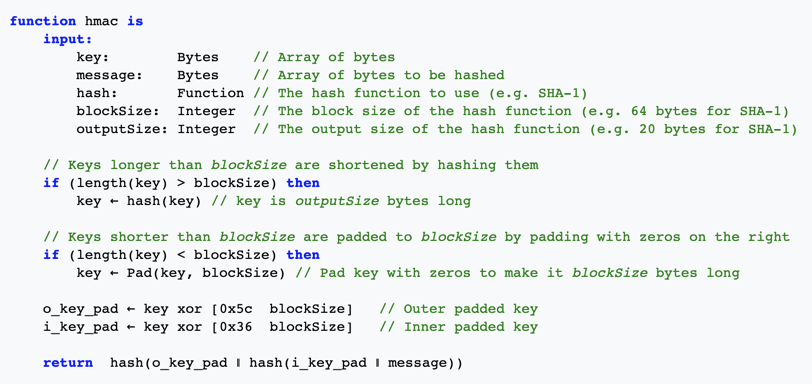 function hmac is
    input:
        key:        Bytes    // Array of bytes
        message:    Bytes    // Array of bytes to be hashed
        hash:       Function // The hash function to use (e.g. SHA-1)
        blockSize:  Integer  // The block size of the hash function (e.g. 64 bytes for SHA-1)
        outputSize: Integer  // The output size of the hash function (e.g. 20 bytes for SHA-1)

    // Keys longer than blockSize are shortened by hashing them
    if (length(key) > blockSize) then
        key ← hash(key) // key is outputSize bytes long

    // Keys shorter than blockSize are padded to blockSize by padding with zeros on the right
    if (length(key) < blockSize) then
        key ← Pad(key, blockSize) // Pad key with zeros to make it blockSize bytes long

    o_key_pad ← key xor [0x5c  blockSize]   // Outer padded key
    i_key_pad ← key xor [0x36  blockSize]   // Inner padded key

    return  hash(o_key_pad ∥ hash(i_key_pad ∥ message))